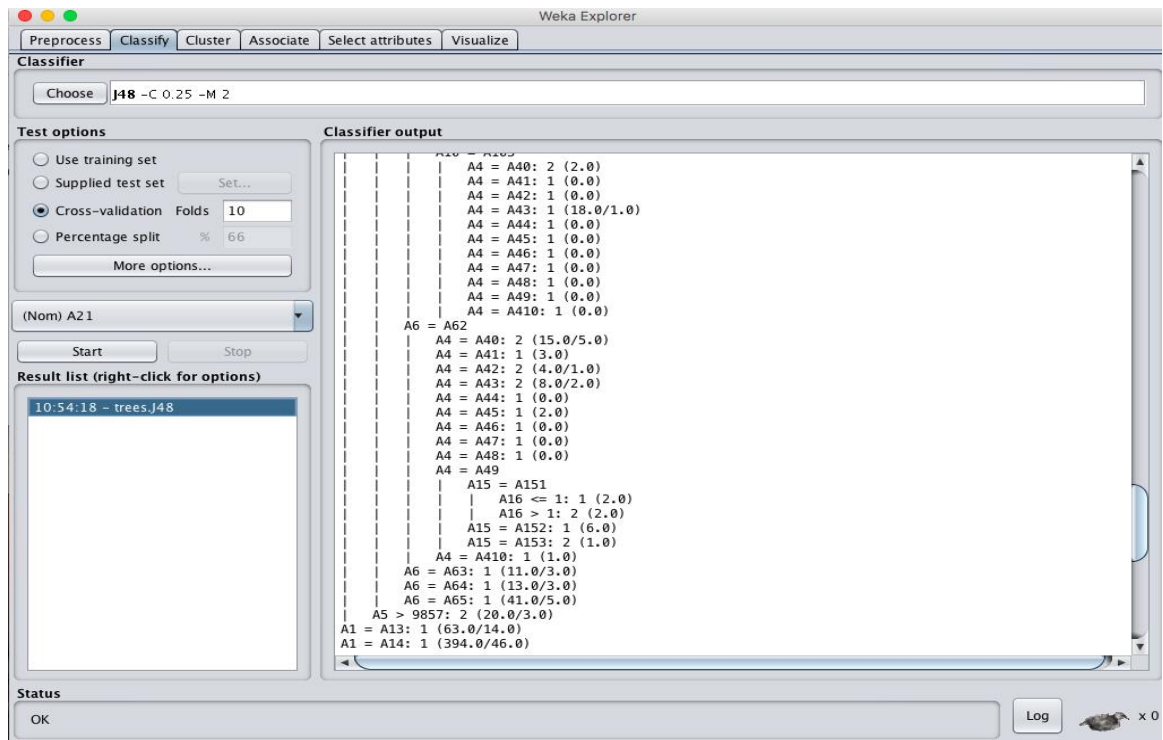 Weka Explorer
Preprocess Classify Cluster Associate Select attributes Visualize
Classifier
Choose J48 -C 0.25 -M 2
Test options
Use training set
Supplied test set Set...
Cross-validation Folds 10
Percentage split % 66
More options...
(Nom) A21
Start Stop
Result list (right-click for options)
10:54:18 - trees.J48
Classifier output
| | | | A4 = A40: 2 (2.0)
| | | | A4 = A41: 1 (0.0)
| | | | A4 = A42: 1 (0.0)
| | | | A4 = A43: 1 (18.0/1.0)
| | | | A4 = A44: 1 (0.0)
| | | | A4 = A45: 1 (0.0)
| | | | A4 = A46: 1 (0.0)
| | | | A4 = A47: 1 (0.0)
| | | | A4 = A48: 1 (0.0)
| | | | A4 = A49: 1 (0.0)
| | | | A4 = A410: 1 (0.0)
| | A6 = A62
| | | A4 = A40: 2 (15.0/5.0)
| | | A4 = A41: 1 (3.0)
| | | A4 = A42: 2 (4.0/1.0)
| | | A4 = A43: 2 (8.0/2.0)
| | | A4 = A44: 1 (0.0)
| | | A4 = A45: 1 (2.0)
| | | A4 = A46: 1 (0.0)
| | | A4 = A47: 1 (0.0)
| | | A4 = A48: 1 (0.0)
| | | A4 = A49
| | | | A15 = A151
| | | | | A16 <= 1: 1 (2.0)
| | | | | A16 > 1: 2 (2.0)
| | | | A15 = A152: 1 (6.0)
| | | | A15 = A153: 2 (1.0)
| | | A4 = A410: 1 (1.0)
| | A6 = A63: 1 (11.0/3.0)
| | A6 = A64: 1 (13.0/3.0)
| | A6 = A65: 1 (41.0/5.0)
| A5 > 9857: 2 (20.0/3.0)
A1 = A13: 1 (63.0/14.0)
A1 = A14: 1 (394.0/46.0)
Status
OK
Log x 0